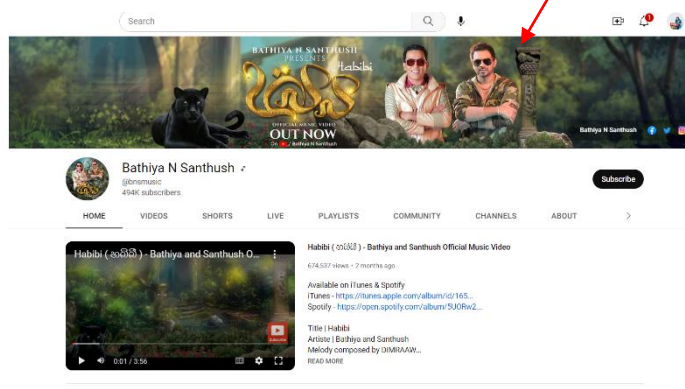 Search
BATHIYA N SANTHUSH
PRESENTS
Habibi
හබීබී
OFFICIAL MUSIC VIDEO
OUT NOW
On / Bathiya N Santhush
Bathiya N Santhush
Bathiya N Santhush
@bnsmusic
494K subscribers
Subscribe
HOME VIDEOS SHORTS LIVE PLAYLISTS COMMUNITY CHANNELS ABOUT
Habibi ( හබීබී ) - Bathiya and Santhush O...
Subscribe
0:01 / 3:56
Habibi ( හබීබී ) - Bathiya and Santhush Official Music Video
674,537 views • 2 months ago
Available on iTunes & Spotify
iTunes - https://itunes.apple.com/album/id/165...
Spotify - https://open.spotify.com/album/5U0Rw2...
Title | Habibi
Artiste | Bathiya and Santhush
Melody composed by DIMRAAW...
READ MORE